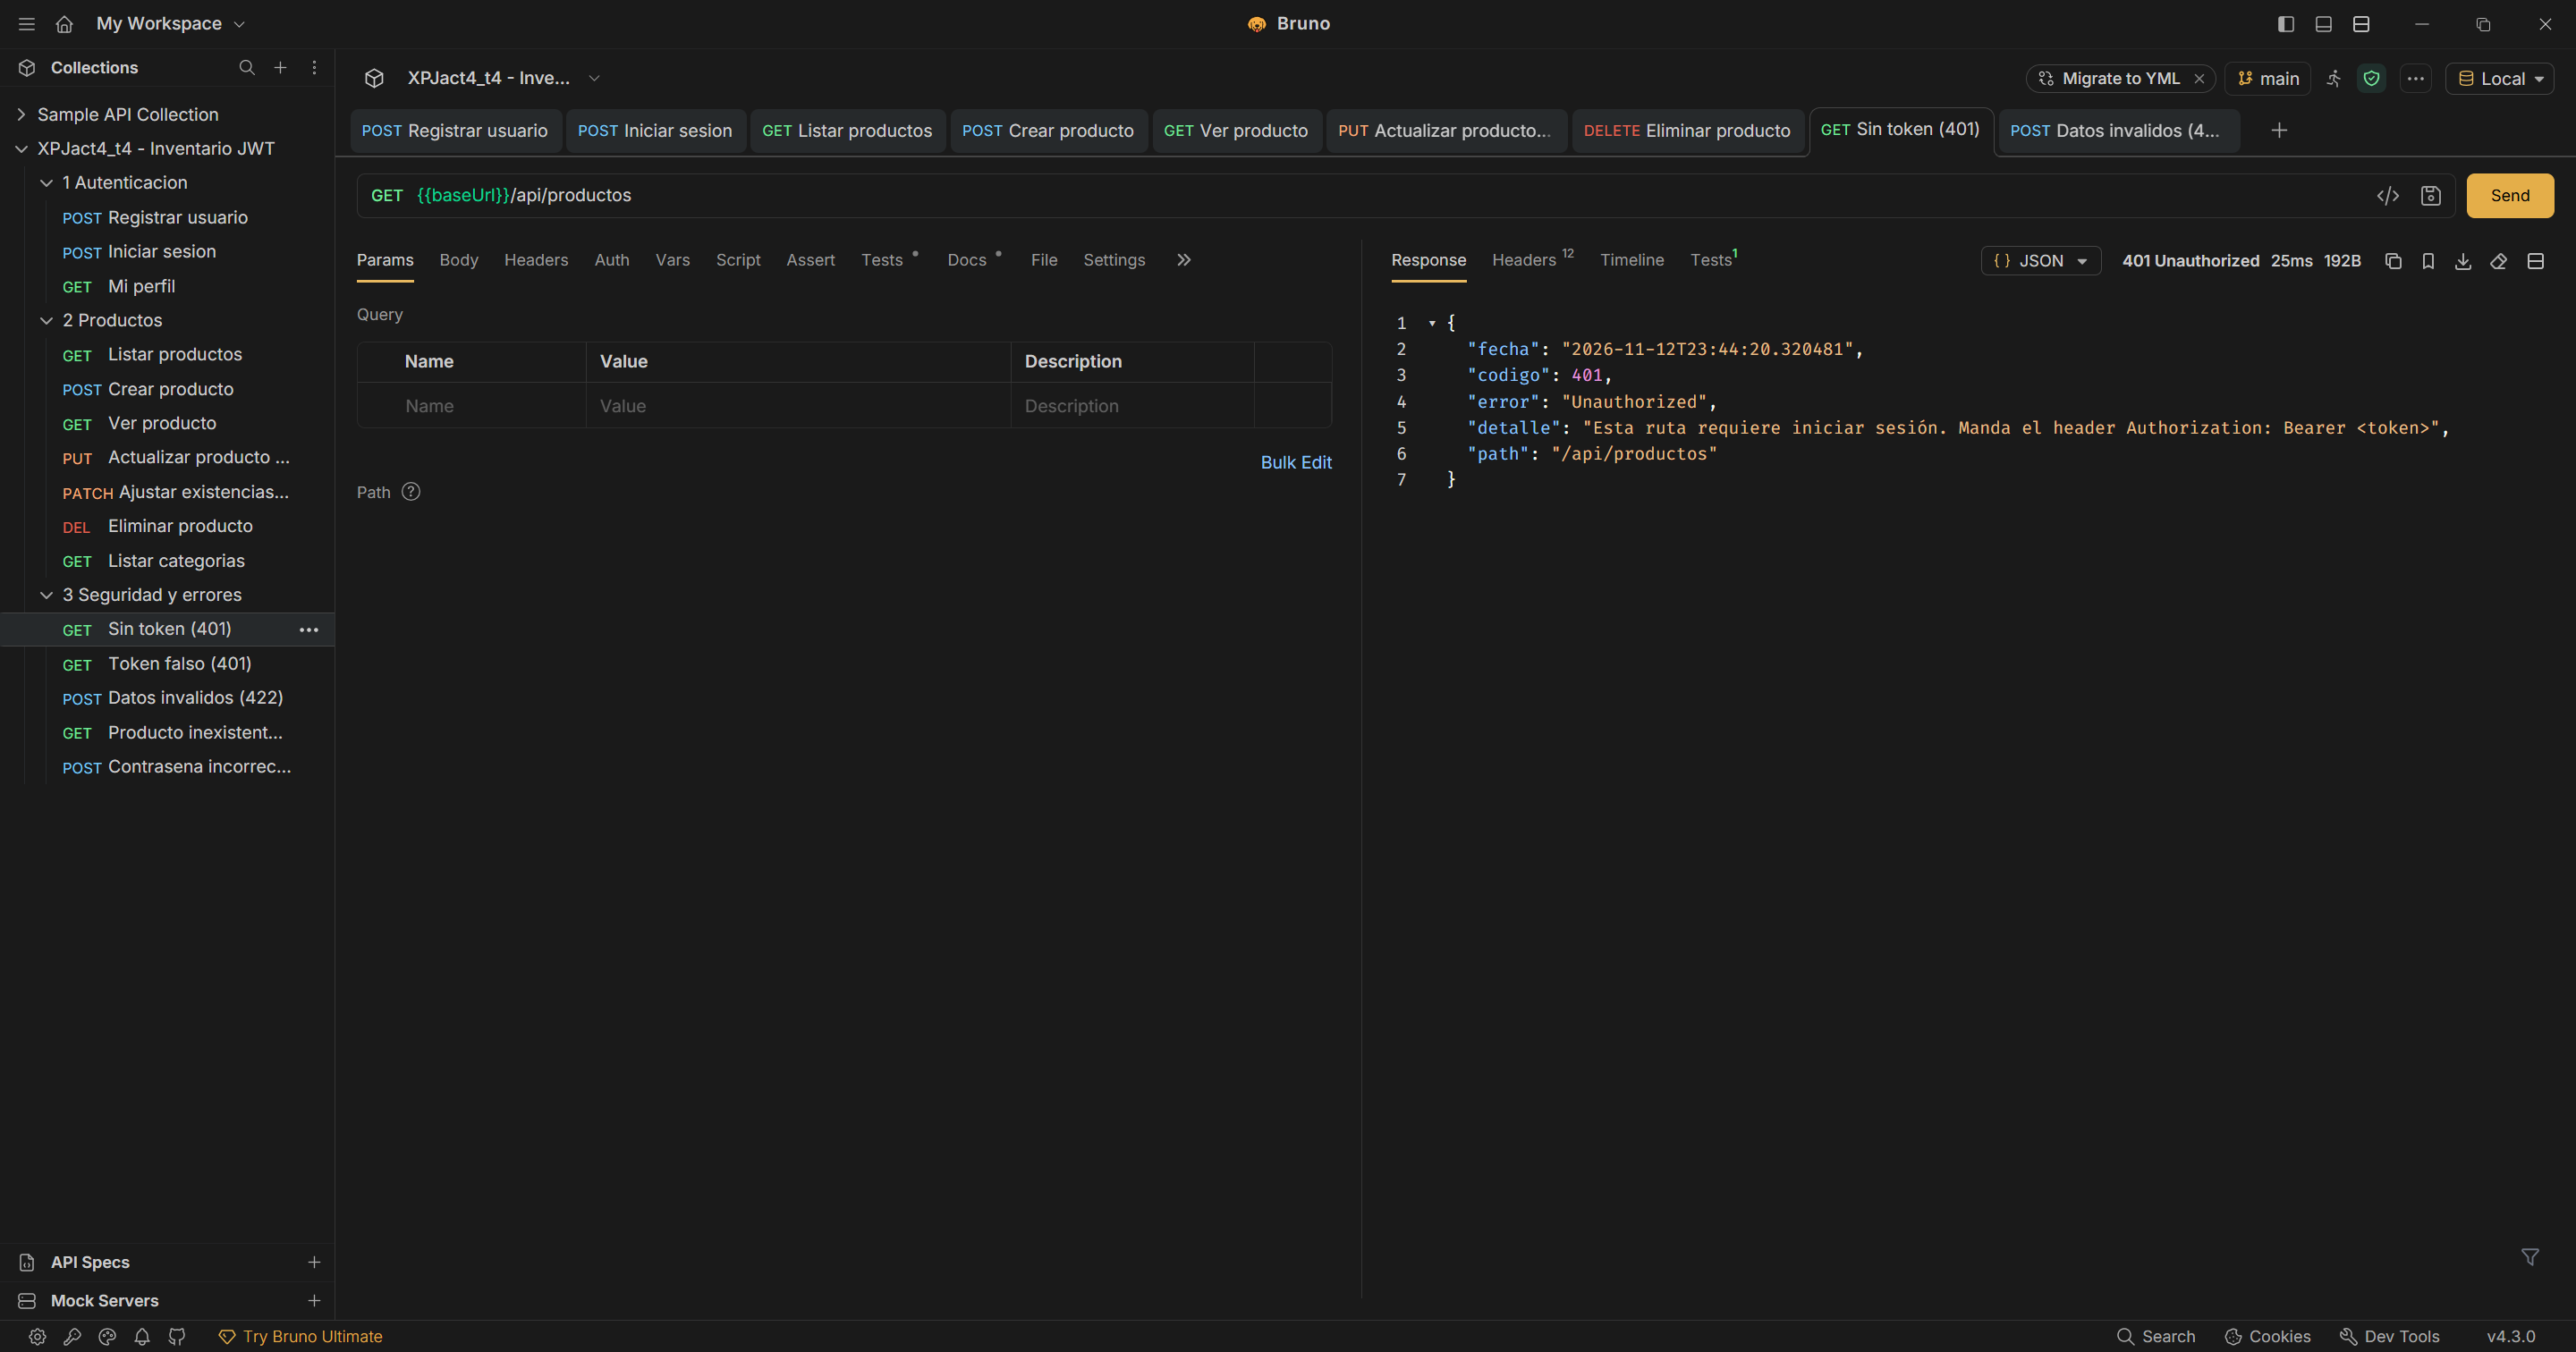 My Workspace
Bruno
Collections
XPJact4_t4 - Inve...
Migrate to YML
main
Local
Sample API Collection
XPJact4_t4 - Inventario JWT
1 Autenticacion
POST Registrar usuario
POST Iniciar sesion
GET Mi perfil
2 Productos
GET Listar productos
POST Crear producto
GET Ver producto
PUT Actualizar producto ...
PATCH Ajustar existencias...
DEL Eliminar producto
GET Listar categorias
3 Seguridad y errores
GET Sin token (401)
GET Token falso (401)
POST Datos invalidos (422)
GET Producto inexistent...
POST Contrasena incorrec...
API Specs
Mock Servers
POST Registrar usuario
POST Iniciar sesion
GET Listar productos
POST Crear producto
GET Ver producto
PUT Actualizar producto...
DELETE Eliminar producto
GET Sin token (401)
POST Datos invalidos (4...
GET {{baseUrl}}/api/productos
Send
Params Body Headers Auth Vars Script Assert Tests Docs File Settings
Query
Name Value Description
Name Value Description
Bulk Edit
Path
Response Headers 12 Timeline Tests 1
{ } JSON
401 Unauthorized 25ms 192B
1 {
2 "fecha": "2026-11-12T23:44:20.320481",
3 "codigo": 401,
4 "error": "Unauthorized",
5 "detalle": "Esta ruta requiere iniciar sesión. Manda el header Authorization: Bearer <token>",
6 "path": "/api/productos"
7 }
Try Bruno Ultimate
Search
Cookies
Dev Tools
v4.3.0